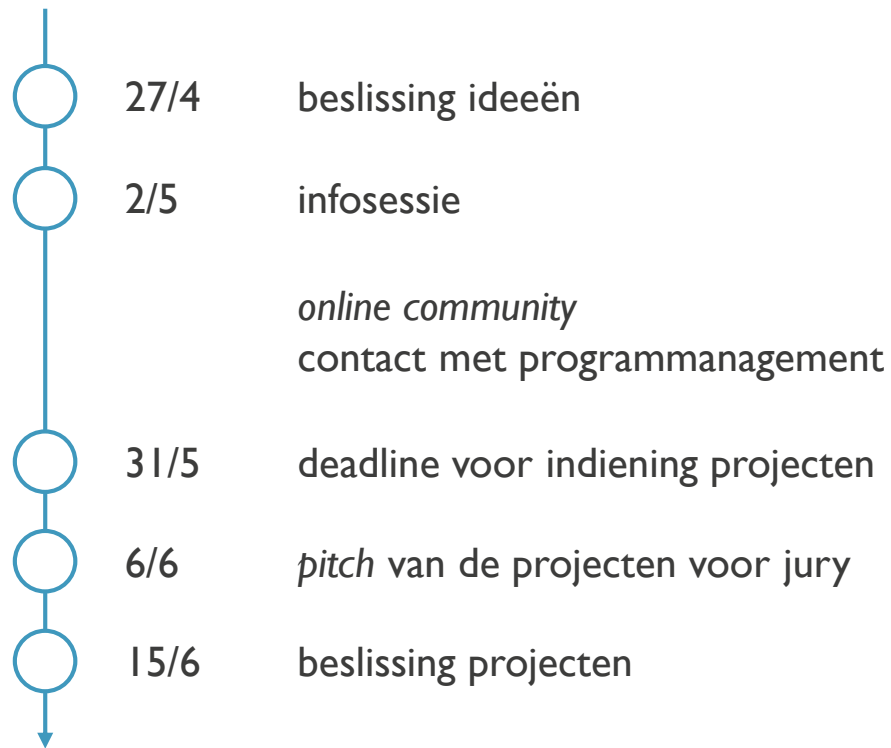 27/4 beslissing ideeën
2/5 infosessie
online community
contact met programmanagement
31/5 deadline voor indiening projecten
6/6 pitch van de projecten voor jury
15/6 beslissing projecten